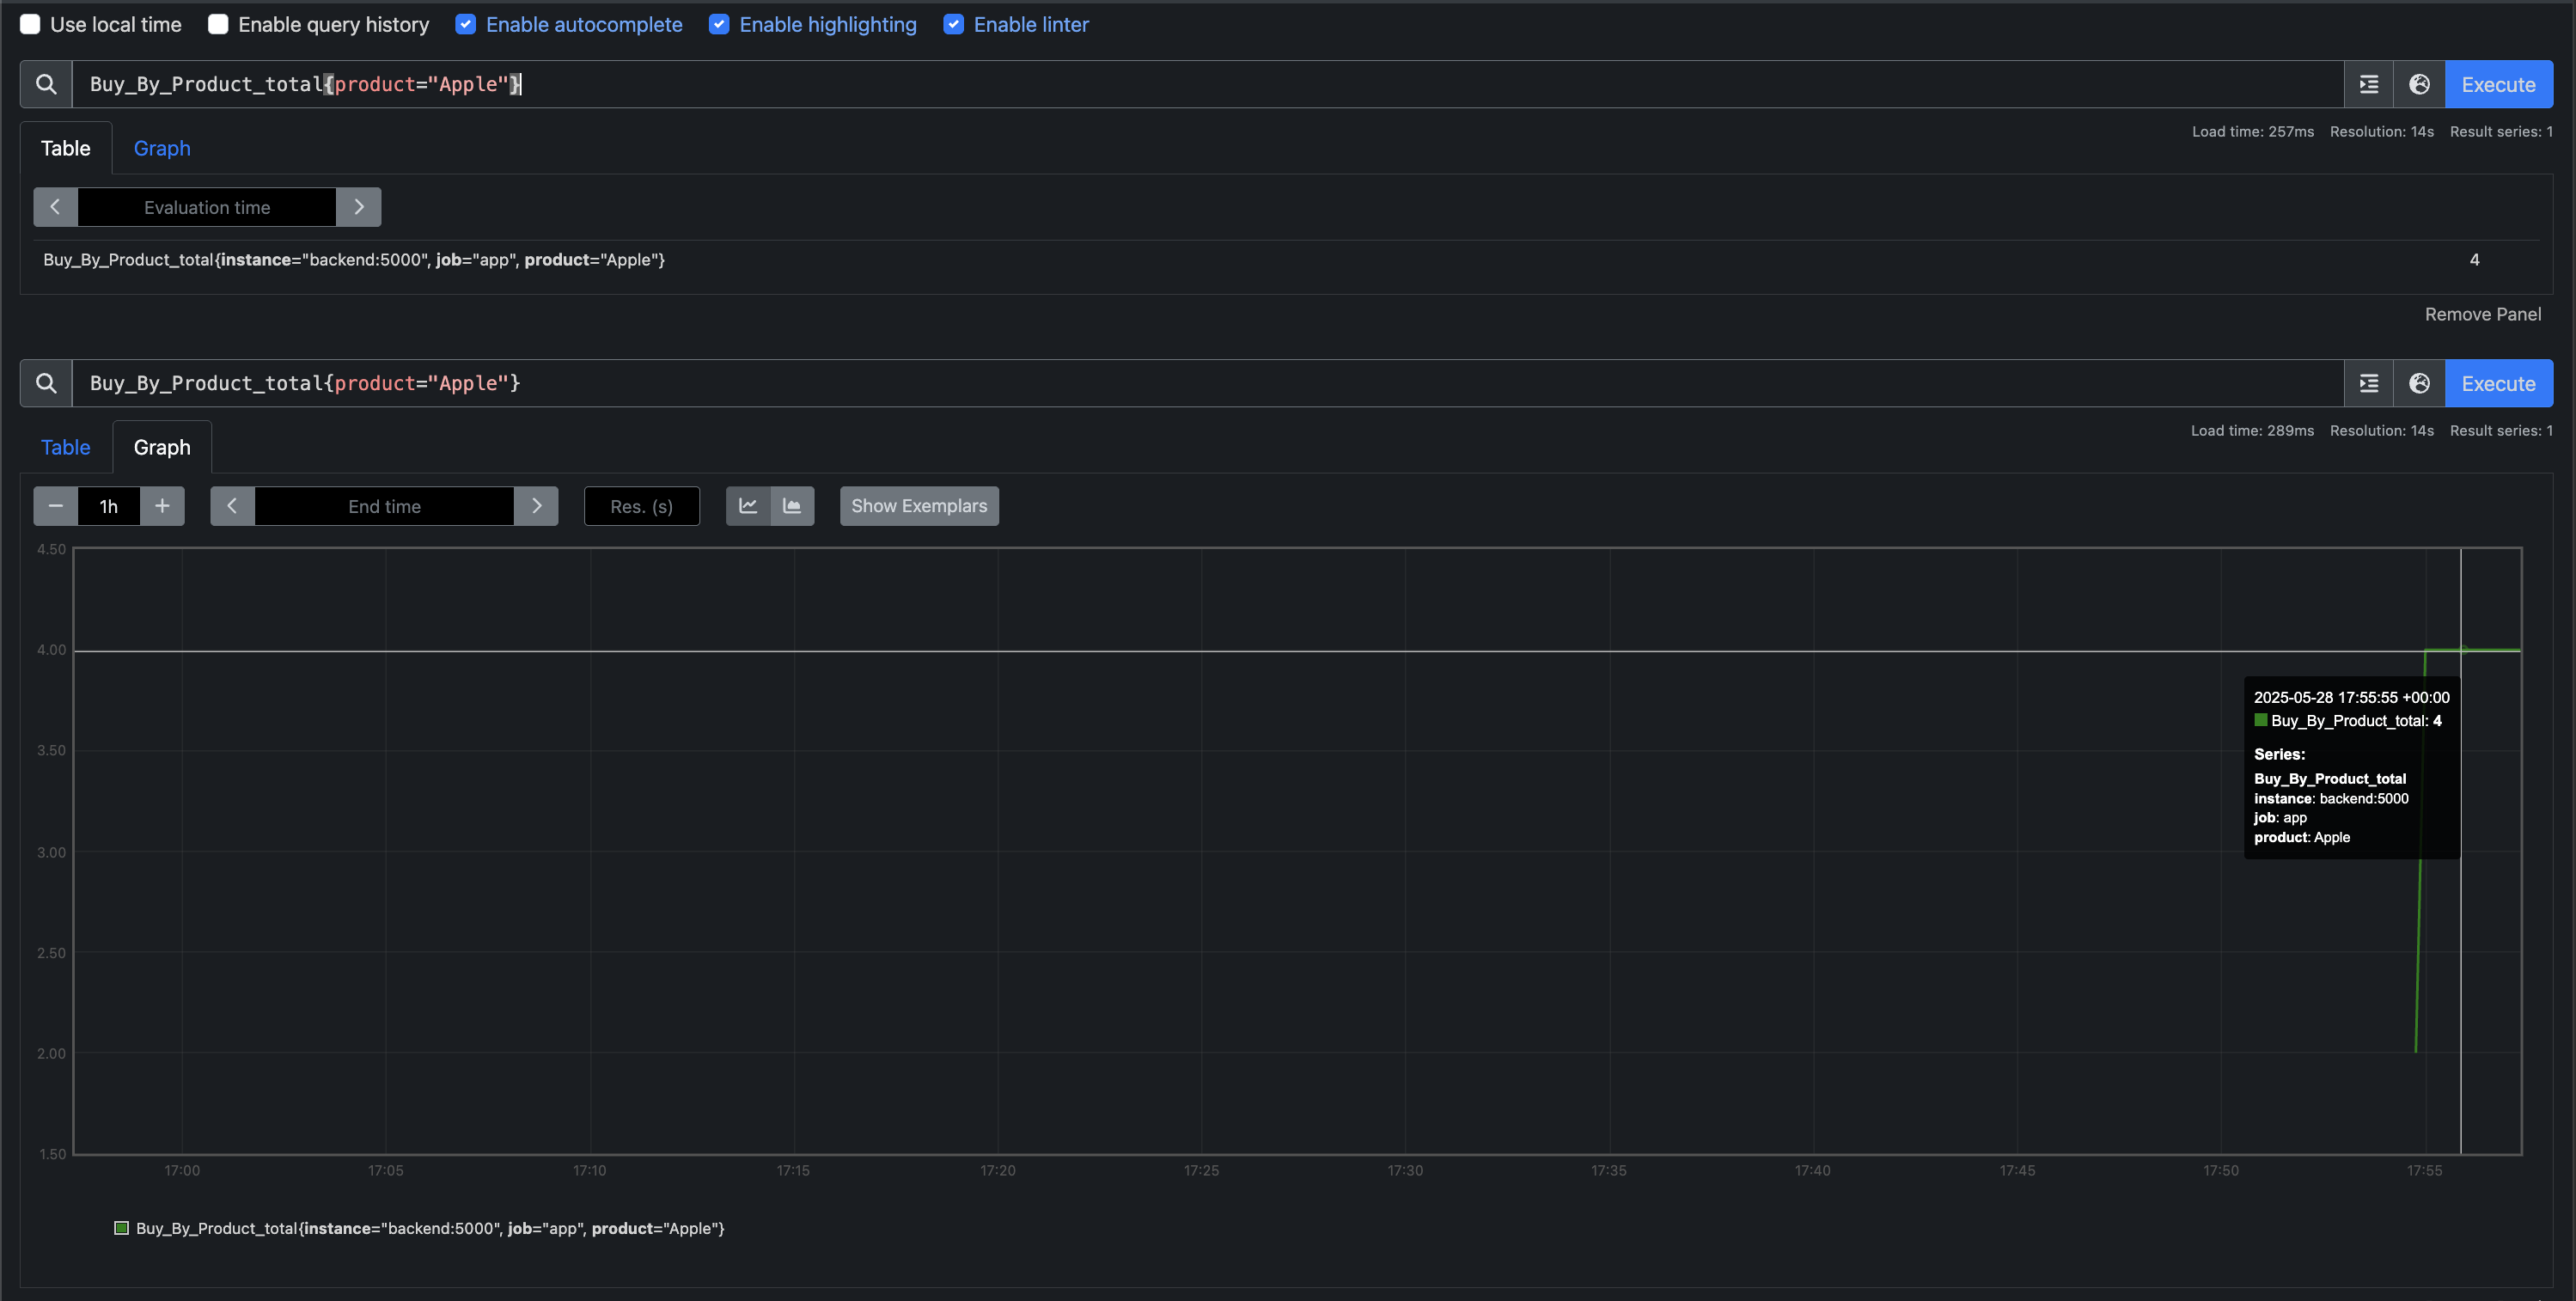 Use local time Enable query history Enable autocomplete Enable highlighting Enable linter
Buy_By_Product_total{product="Apple"}
Execute
Table Graph
Load time: 257ms Resolution: 14s Result series: 1
Evaluation time
Buy_By_Product_total{instance="backend:5000", job="app", product="Apple"} 4
Remove Panel
Buy_By_Product_total{product="Apple"}
Execute
Table Graph
Load time: 289ms Resolution: 14s Result series: 1
1h End time Res. (s) Show Exemplars
4.50
4.00
3.50
3.00
2.50
2.00
1.50
2025-05-28 17:55:55 +00:00
Buy_By_Product_total: 4
Series:
Buy_By_Product_total
instance: backend:5000
job: app
product: Apple
17:00 17:05 17:10 17:15 17:20 17:25 17:30 17:35 17:40 17:45 17:50 17:55
Buy_By_Product_total{instance="backend:5000", job="app", product="Apple"}